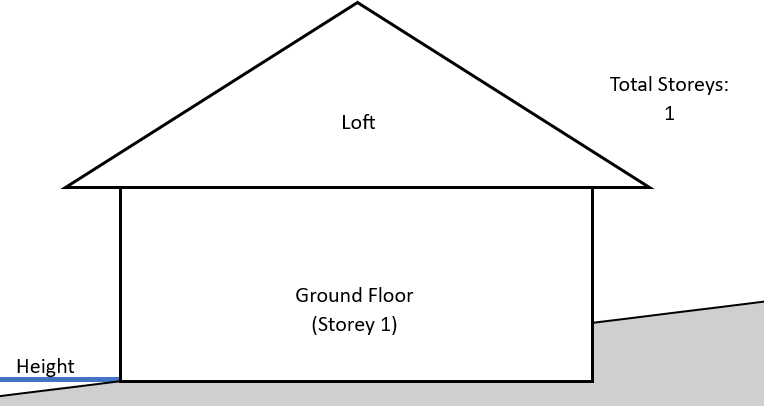 Total Storeys:
1
Loft
Ground Floor
(Storey 1)
Height